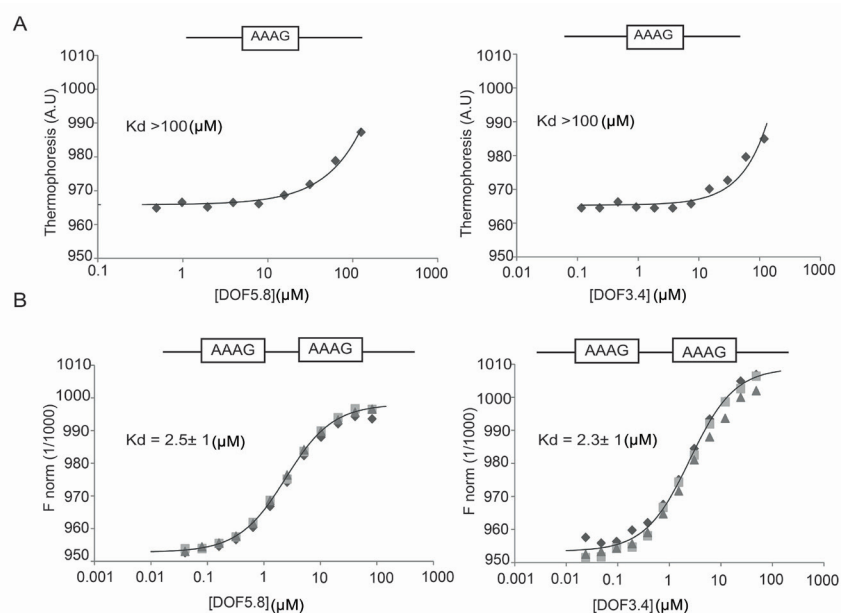 A
AAAG
Thermophoresis (A.U)
1010
1000
990
980
970
960
950
Kd >100 (µM)
0.1
1
10
100
1000
[DOF5.8] (µM)
AAAG
Thermophoresis (A.U)
1010
1000
990
980
970
960
950
Kd >100 (µM)
0.01
0.1
1
10
100
1000
[DOF3.4] (µM)
B
AAAG AAAG
F norm (1/1000)
1010
1000
990
980
970
960
950
Kd = 2.5± 1 (µM)
0.001
0.01
0.1
1
10
100
1000
[DOF5.8] (µM)
AAAG AAAG
F norm (1/1000)
1010
1000
990
980
970
960
950
Kd = 2.3± 1 (µM)
0.001
0.01
0.1
1
10
100
1000
[DOF3.4] (µM)